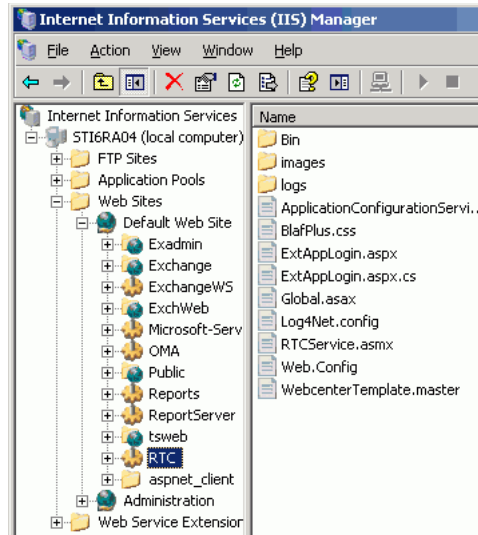 Internet Information Services (IIS) Manager
File Action View Window Help
Internet Information Services
STI6RA04 (local computer)
FTP Sites
Application Pools
Web Sites
Default Web Site
Exadmin
Exchange
ExchangeWS
ExchWeb
Microsoft-Serv
OMA
Public
Reports
ReportServer
tsweb
RTC
aspnet_client
Administration
Web Service Extension
Name
Bin
images
logs
ApplicationConfigurationServi...
BlafPlus.css
ExtAppLogin.aspx
ExtAppLogin.aspx.cs
Global.asax
Log4Net.config
RTCService.asmx
Web.Config
WebcenterTemplate.master